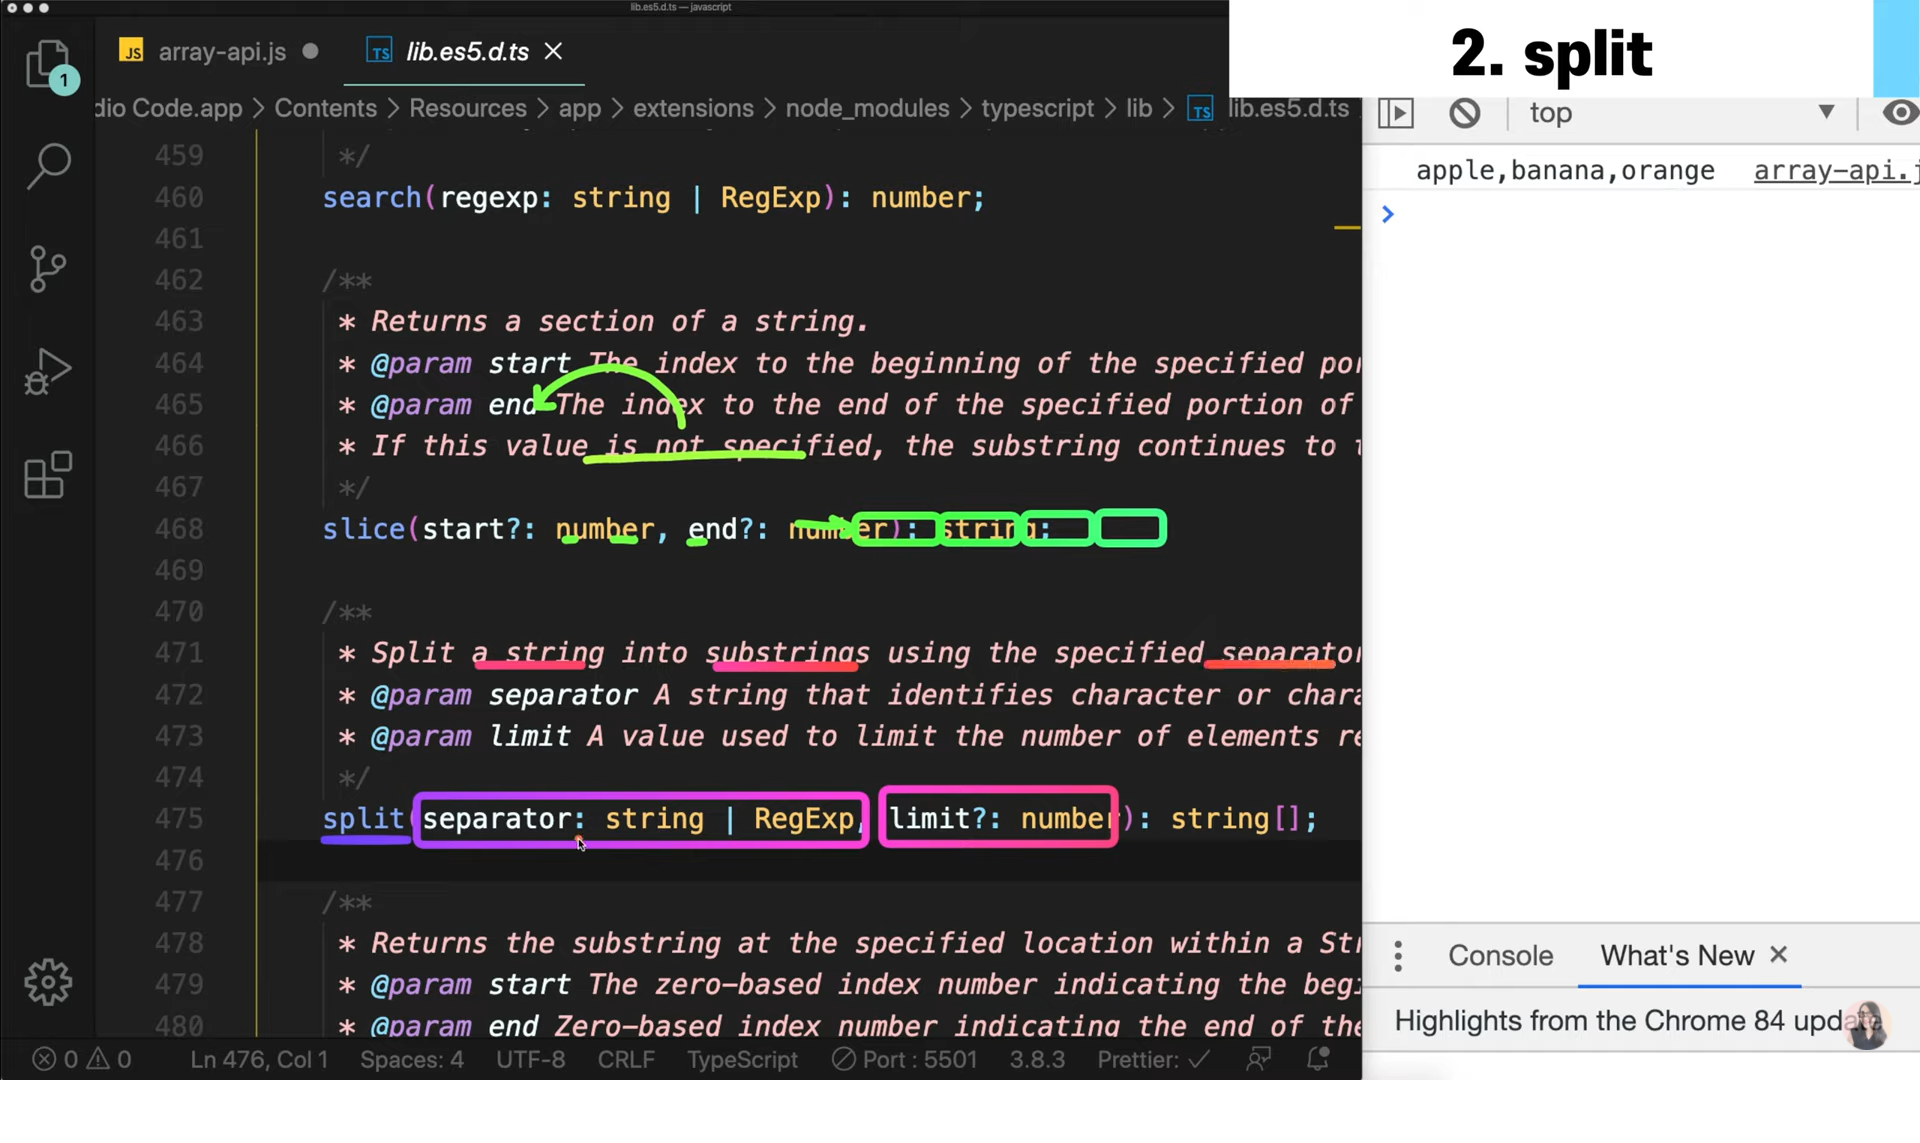 lib.es5.d.ts — javascript
2. split
JS array-api.js
TS lib.es5.d.ts
1
dio Code.app > Contents > Resources > app > extensions > node_modules > typescript > lib > TS lib.es5.d.ts
top
apple,banana,orange array-api.j
459 */
460 search(regexp: string | RegExp): number;
461
462 /**
463 * Returns a section of a string.
464 * @param start The index to the beginning of the specified por
465 * @param end The index to the end of the specified portion of
466 * If this value is not specified, the substring continues to t
467 */
468 slice(start?: number, end?: number): string;
469
470 /**
471 * Split a string into substrings using the specified separator
472 * @param separator A string that identifies character or chara
473 * @param limit A value used to limit the number of elements re
474 */
475 split(separator: string | RegExp, limit?: number): string[];
476
477 /**
478 * Returns the substring at the specified location within a Str
479 * @param start The zero-based index number indicating the begi
480 * @param end Zero-based index number indicating the end of the
Console What's New
Highlights from the Chrome 84 update
0 0 Ln 476, Col 1 Spaces: 4 UTF-8 CRLF TypeScript Port : 5501 3.8.3 Prettier: ✓